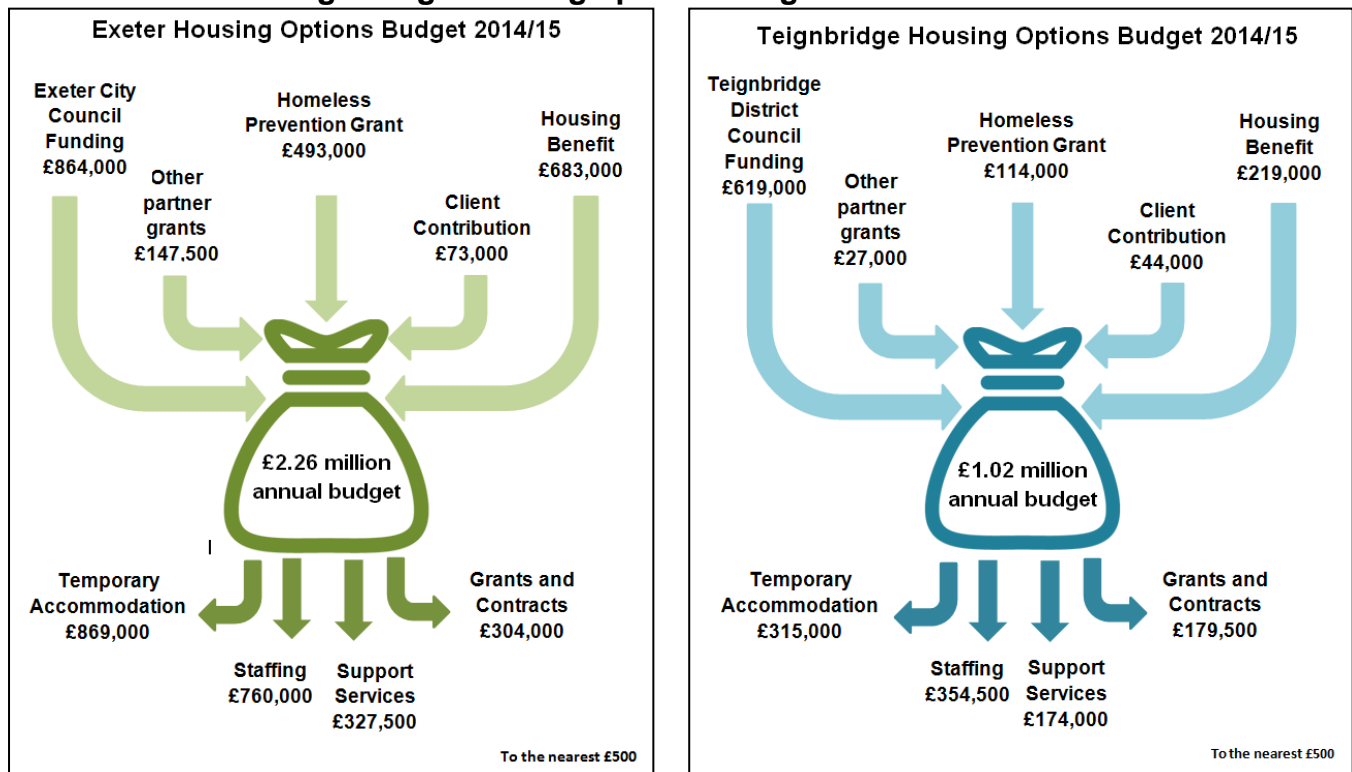 Exeter Housing Options Budget 2014/15
Exeter City
Council
Funding
£864,000
Other
partner
grants
£147,500
Homeless
Prevention Grant
£493,000
Client
Contribution
£73,000
Housing
Benefit
£683,000
£2.26 million
annual budget
Temporary
Accommodation
£869,000
Staffing
£760,000
Support
Services
£327,500
Grants and
Contracts
£304,000
To the nearest £500
Teignbridge Housing Options Budget 2014/15
Teignbridge
District
Council
Funding
£619,000
Other
partner
grants
£27,000
Homeless
Prevention Grant
£114,000
Client
Contribution
£44,000
Housing
Benefit
£219,000
£1.02 million
annual budget
Temporary
Accommodation
£315,000
Staffing
£354,500
Support
Services
£174,000
Grants and
Contracts
£179,500
To the nearest £500